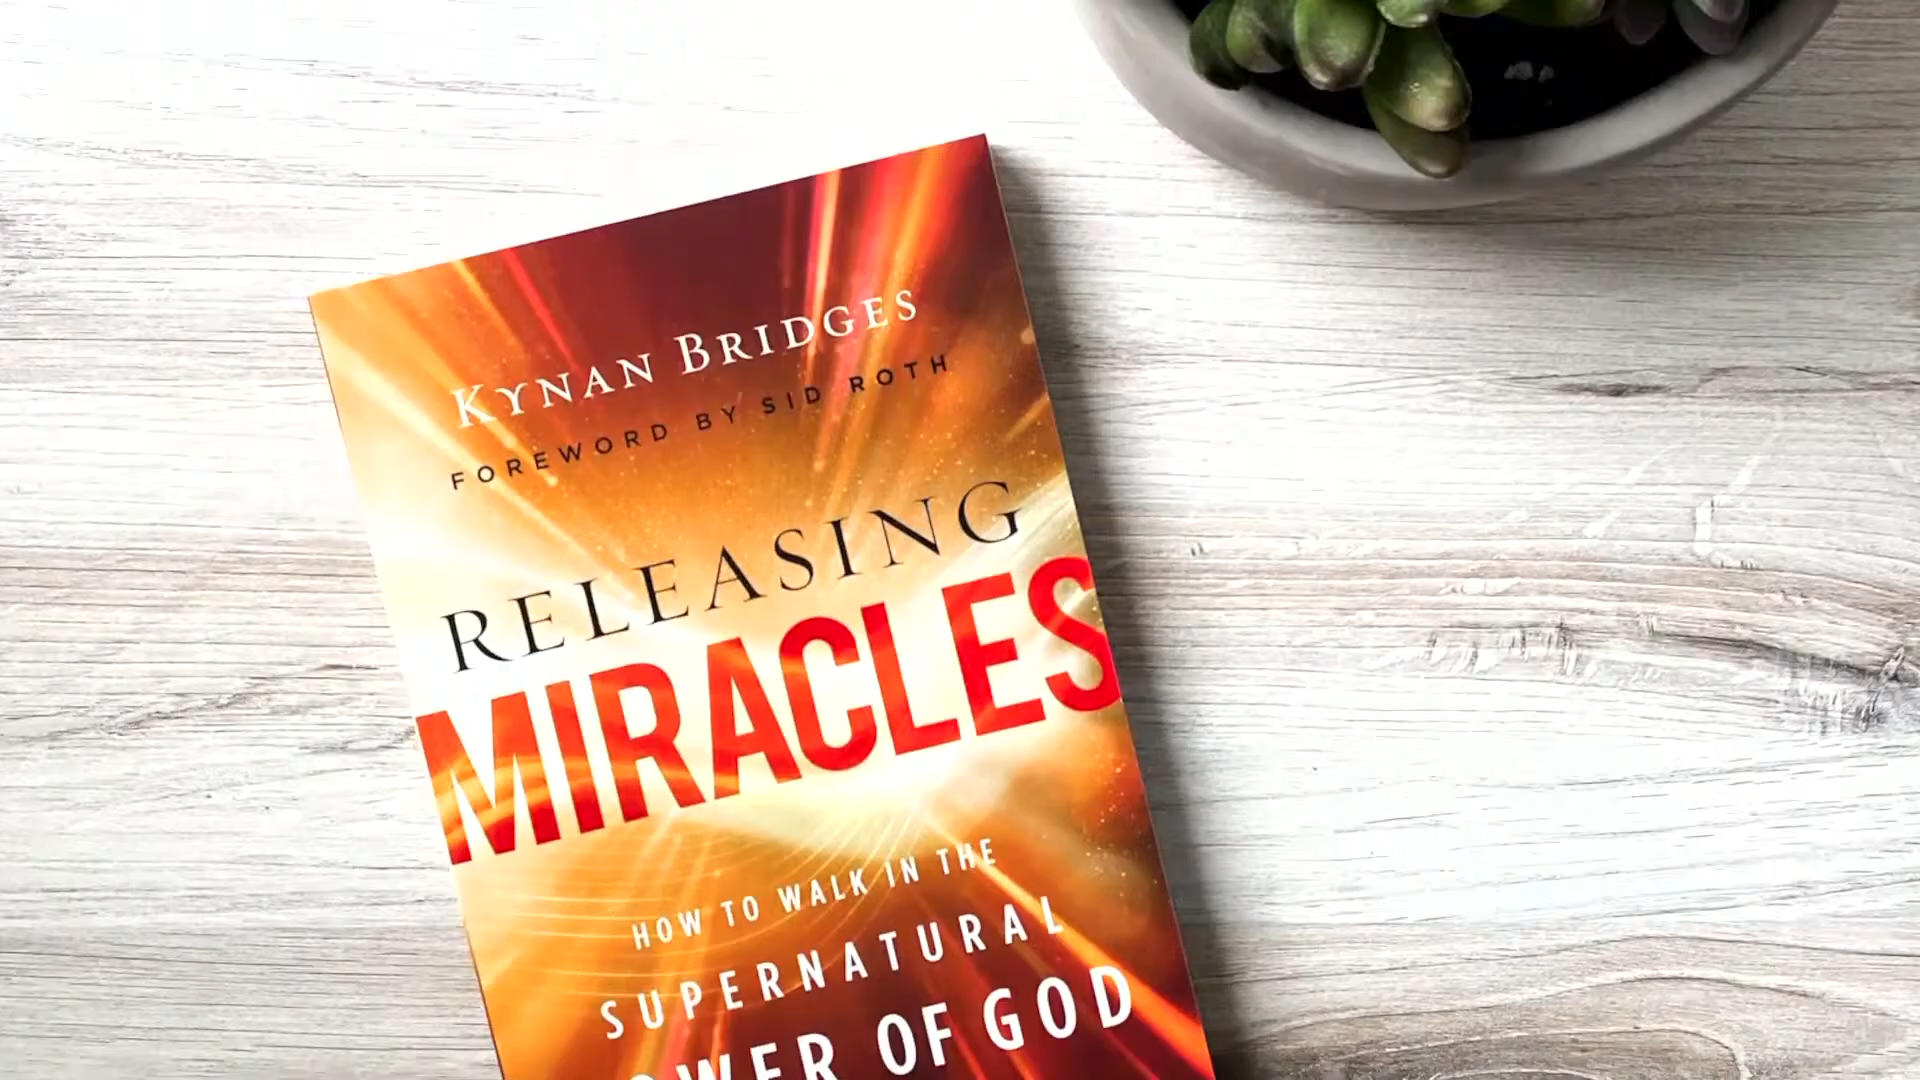 KYNAN BRIDGES
FOREWORD BY SID ROTH
RELEASING
MIRACLES
HOW TO WALK IN THE
SUPERNATURAL
OF GOD